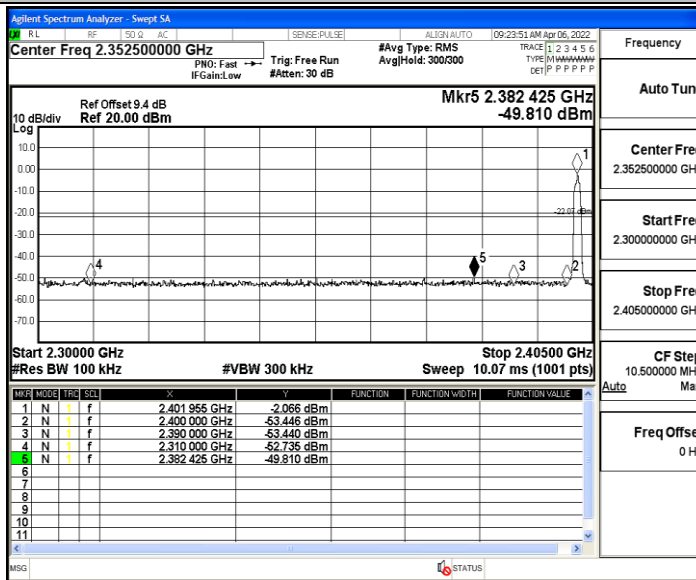 Agilent Spectrum Analyzer - Swept SA
LXI RL RF 50 Ω AC SENSE:PULSE ALIGN AUTO 09:23:51 AM Apr 06, 2022
Center Freq 2.352500000 GHz
PNO: Fast
IFGain:Low
Trig: Free Run
#Atten: 30 dB
#Avg Type: RMS
Avg|Hold: 300/300
TRACE 1 2 3 4 5 6
TYPE M WWWWW
DET P P P P P P
Ref Offset 9.4 dB
10 dB/div Ref 20.00 dBm
Log
Mkr5 2.382 425 GHz
-49.810 dBm
10.0
0.00
-10.0
-20.0
-30.0
-40.0
-50.0
-60.0
-70.0
1
-22.07 dBm
4
5
3
2
Start 2.30000 GHz Stop 2.40500 GHz
#Res BW 100 kHz #VBW 300 kHz Sweep 10.07 ms (1001 pts)
MKR MODE TRC SCL X Y FUNCTION FUNCTION WIDTH FUNCTION VALUE
1 N 1 f 2.401 955 GHz -2.066 dBm
2 N 1 f 2.400 000 GHz -53.446 dBm
3 N 1 f 2.390 000 GHz -53.440 dBm
4 N 1 f 2.310 000 GHz -52.735 dBm
5 N 1 f 2.382 425 GHz -49.810 dBm
6
7
8
9
10
11
MSG STATUS
Frequency
Auto Tun
Center Fre
2.352500000 GH
Start Fre
2.300000000 GH
Stop Fre
2.405000000 GH
CF Step
10.500000 MH
Auto Ma
Freq Offse
0 H